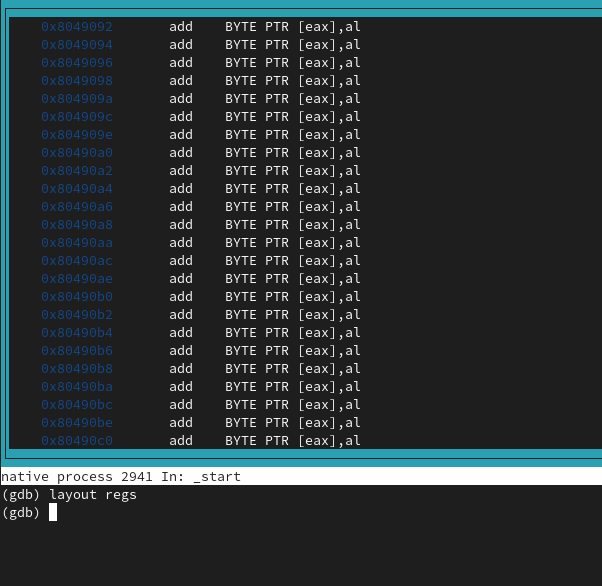 0x8049092 add BYTE PTR [eax],al
0x8049094 add BYTE PTR [eax],al
0x8049096 add BYTE PTR [eax],al
0x8049098 add BYTE PTR [eax],al
0x804909a add BYTE PTR [eax],al
0x804909c add BYTE PTR [eax],al
0x804909e add BYTE PTR [eax],al
0x80490a0 add BYTE PTR [eax],al
0x80490a2 add BYTE PTR [eax],al
0x80490a4 add BYTE PTR [eax],al
0x80490a6 add BYTE PTR [eax],al
0x80490a8 add BYTE PTR [eax],al
0x80490aa add BYTE PTR [eax],al
0x80490ac add BYTE PTR [eax],al
0x80490ae add BYTE PTR [eax],al
0x80490b0 add BYTE PTR [eax],al
0x80490b2 add BYTE PTR [eax],al
0x80490b4 add BYTE PTR [eax],al
0x80490b6 add BYTE PTR [eax],al
0x80490b8 add BYTE PTR [eax],al
0x80490ba add BYTE PTR [eax],al
0x80490bc add BYTE PTR [eax],al
0x80490be add BYTE PTR [eax],al
0x80490c0 add BYTE PTR [eax],al
native process 2941 In: _start
(gdb) layout regs
(gdb)